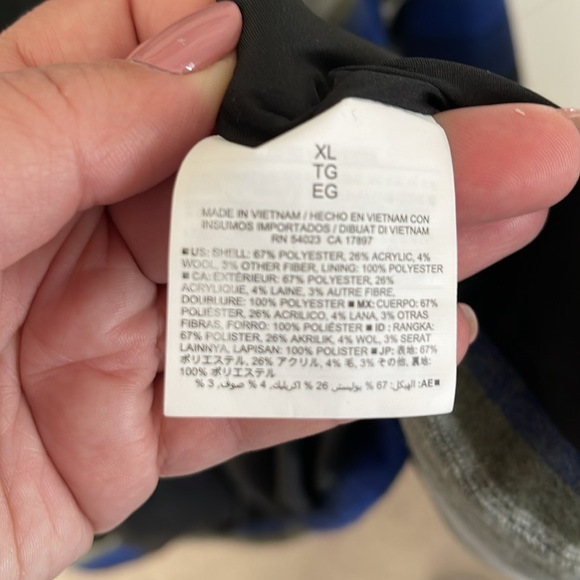 XL
TG
EG
MADE IN VIETNAM / HECHO EN VIETNAM CON
INSUMOS IMPORTADOS / DIBUAT DI VIETNAM
RN 54023 CA 17897
■ US: SHELL: 67% POLYESTER, 26% ACRYLIC, 4%
WOOL, 3% OTHER FIBER, LINING: 100% POLYESTER
■ CA: EXTÉRIEUR: 67% POLYESTER, 26%
ACRYLIQUE, 4% LAINE, 3% AUTRE FIBRE,
DOUBLURE: 100% POLYESTER ■ MX: CUERPO: 67%
POLIÉSTER, 26% ACRILICO, 4% LANA, 3% OTRAS
FIBRAS, FORRO: 100% POLIÉSTER ■ ID : RANGKA:
67% POLISTER, 26% AKRILIK, 4% WOL, 3% SERAT
LAINNYA, LAPISAN: 100% POLISTER ■ JP: 表地: 67%
ポリエステル, 26% アクリル, 4% 毛, 3% その他, 裏地:
100% ポリエステル
■AE: الهيكل: 67 % بوليستر, 26 % اكريليك, 4 % صوف, 3 %